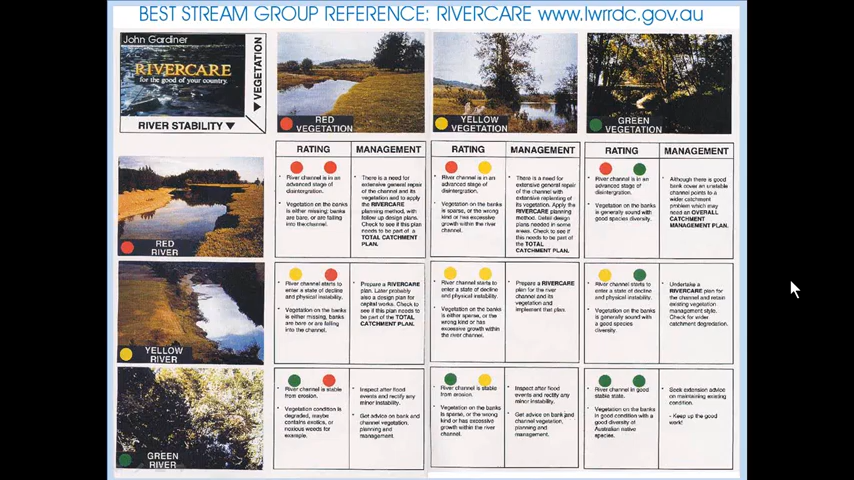 BEST STREAM GROUP REFERENCE: RIVERCARE www.lwrrdc.gov.au
John Gardiner
RIVERCARE
for the good of your country.
VEGETATION
RIVER STABILITY
RED
VEGETATION
YELLOW
VEGETATION
GREEN
VEGETATION
RATING
MANAGEMENT
RATING
MANAGEMENT
RATING
MANAGEMENT
RED
RIVER
River channel is in an
advanced stage of
disintergration.
Vegetation on the banks
is either missing; banks
are bare, or are falling
into the channel.
There is a need for
extensive general repair
of the channel and its
vegetation and to apply
the RIVERCARE
planning method, with
follow up design plans.
Check to see if this
needs to be part of a
TOTAL CATCHMENT
PLAN.
River channel is in an
advanced state of
disintergration.
Vegetation on the banks
is sparse, or the wrong
kind or has excessive
growth within the river
channel.
There is a need for
extensive general repair
of the channel with
extensive replanting of
its vegetation. Apply the
RIVERCARE planning
method. Detail design
plans needed in some
areas. Check to see if
this needs to be part of
the TOTAL
CATCHMENT PLAN.
River channel is in an
advanced state of
disintergration.
Vegetation on the banks
is generally sound with
good species diversity.
Although there is good
bank cover an unstable
channel points to a
wider catchment
problem which may
need an OVERALL
CATCHMENT
MANAGEMENT PLAN.
YELLOW
RIVER
River channel starts to
enter a state of decline
and physical instability.
Vegetation on the banks
is either missing, banks
are bare or are falling
into the channel.
Prepare a RIVERCARE
plan. Later probably
also a design plan for
capital works. Check to
see if this plan needs to
be part of the TOTAL
CATCHMENT PLAN.
River channel starts to
enter a state of decline
and physical instability.
Vegetation on the banks
is either sparse, or the
wrong kind or has
excessive growth within
the river channel.
Prepare a RIVERCARE
plan for the river
channel and its
vegetation and
implement that plan.
River channel starts to
enter a state of decline
and physical instability.
Vegetation on the banks
is generally sound with
a good species
diversity.
Undertake a
RIVERCARE plan for
the channel and retain
existing vegetation
management style.
Check for wider
catchment degradation.
GREEN
RIVER
River channel is stable
from erosion.
Vegetation condition is
degraded, maybe
contains exotics, or
noxious weeds for
example.
Inspect after flood
events and rectify any
minor instability.
Get advice on bank and
channel vegetation,
planning and
management.
River channel is stable
from erosion.
Vegetation on the banks
is sparse, or the wrong
kind or has excessive
growth within the river
channel.
Inspect after flood
events and rectify any
minor instability.
Get advice on bank and
channel vegetation,
planning and
management.
River channel in good
stable state.
Vegetation on the banks
in good condition with a
good diversity of
Australian native
species.
Seek extension advice
on maintaining existing
condition.
- Keep up the good
work!